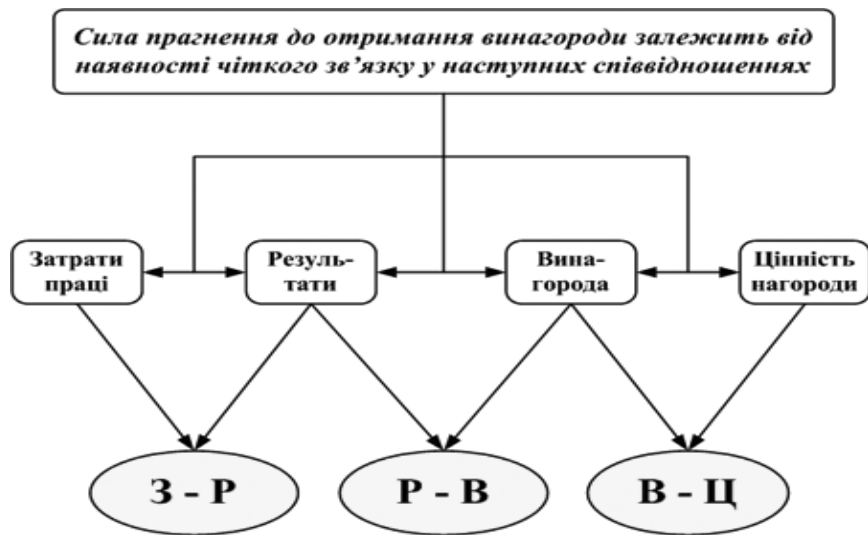 Сила прагнення до отримання винагороди залежить від
наявності чіткого зв’язку у наступних співвідношеннях
Затрати
праці
Резуль-
тати
Вина-
города
Цінність
нагороди
З - Р
Р - В
В - Ц